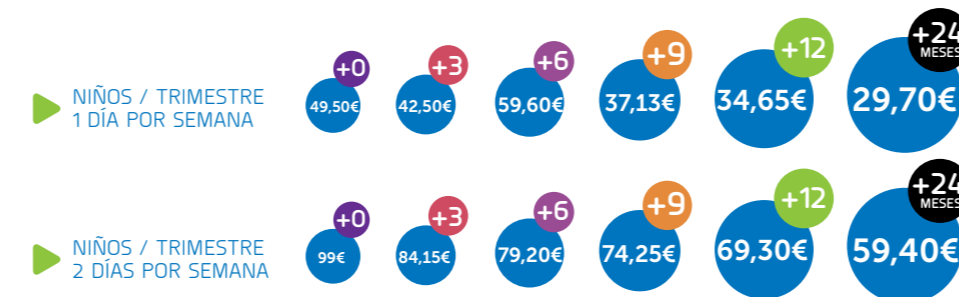 +0 +3 +6 +9 +12 +24
MESES
NIÑOS / TRIMESTRE
1 DÍA POR SEMANA
49,50€ 42,50€ 59,60€ 37,13€ 34,65€ 29,70€
+0 +3 +6 +9 +12 +24
MESES
NIÑOS / TRIMESTRE
2 DÍAS POR SEMANA
99€ 84,15€ 79,20€ 74,25€ 69,30€ 59,40€